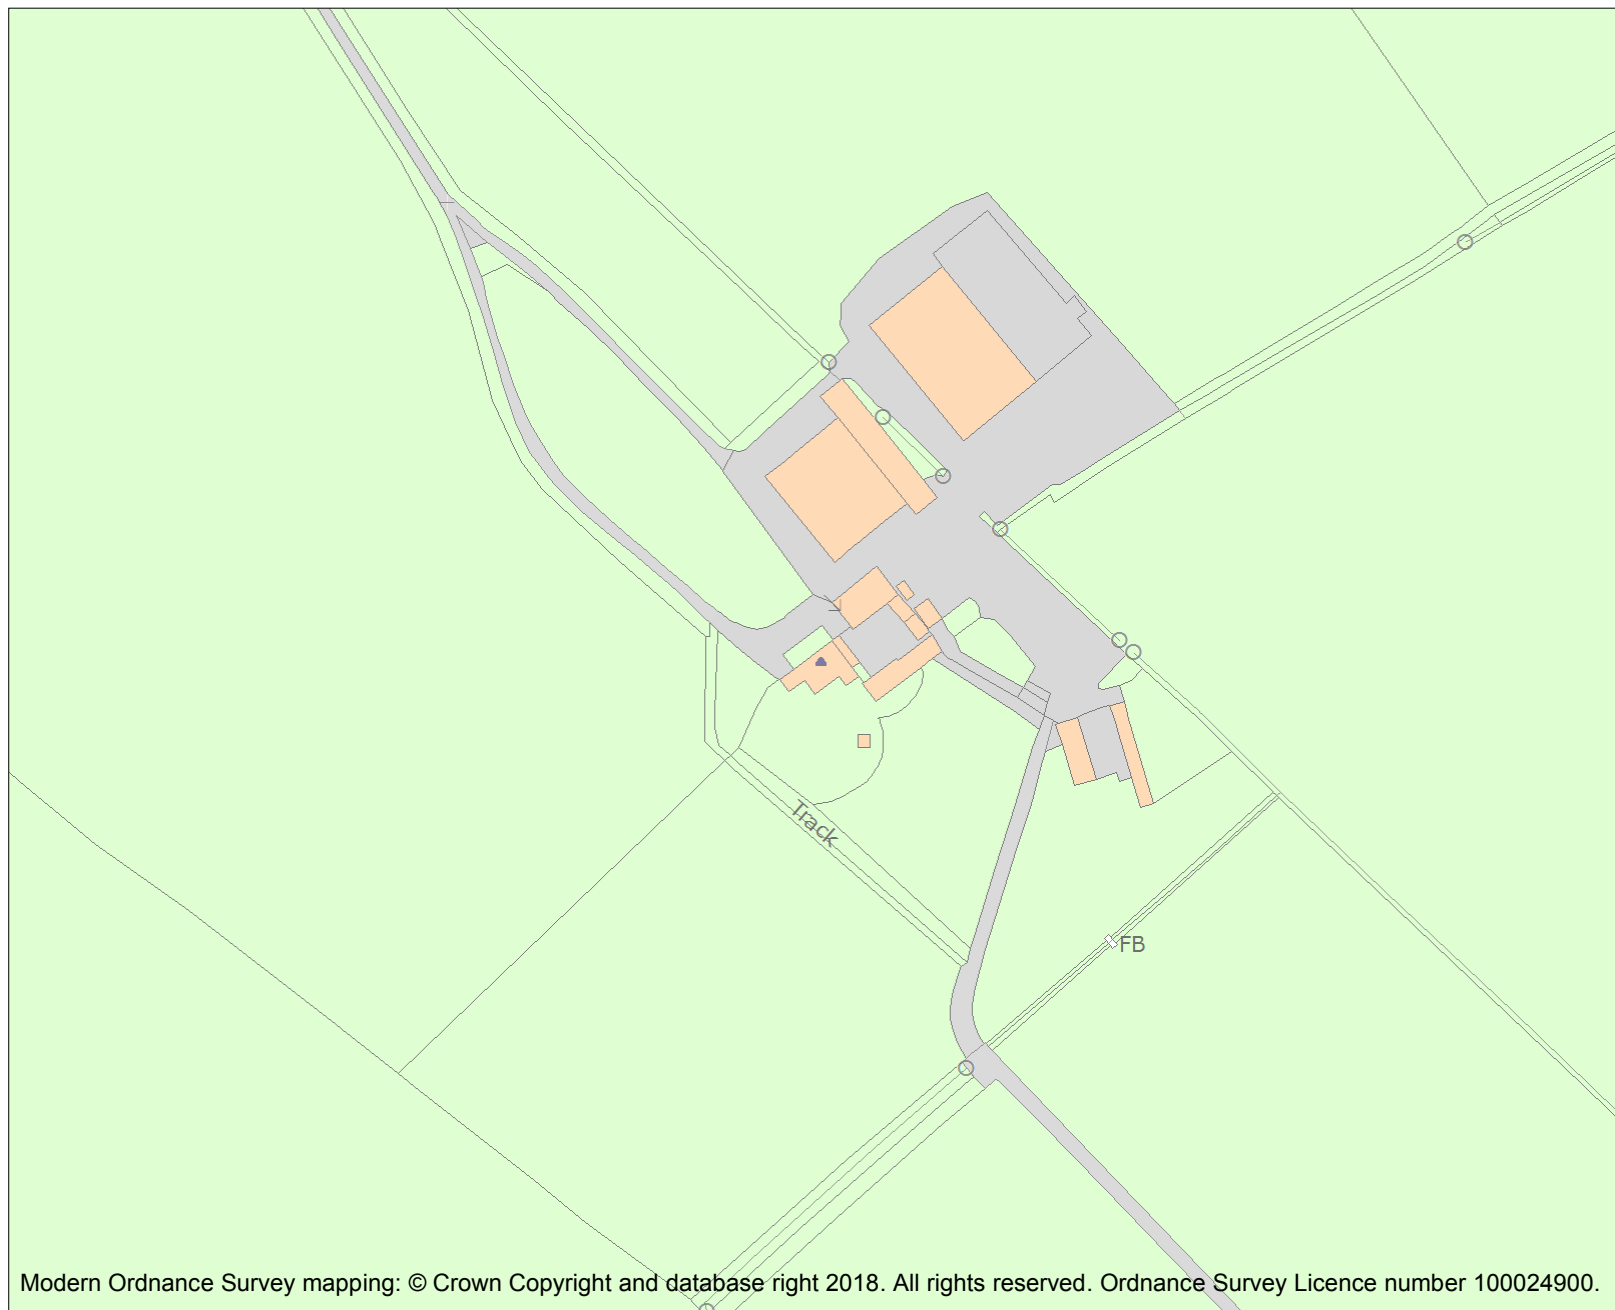 Track
FB
Modern Ordnance Survey mapping: © Crown Copyright and database right 2018. All rights reserved. Ordnance Survey Licence number 100024900.